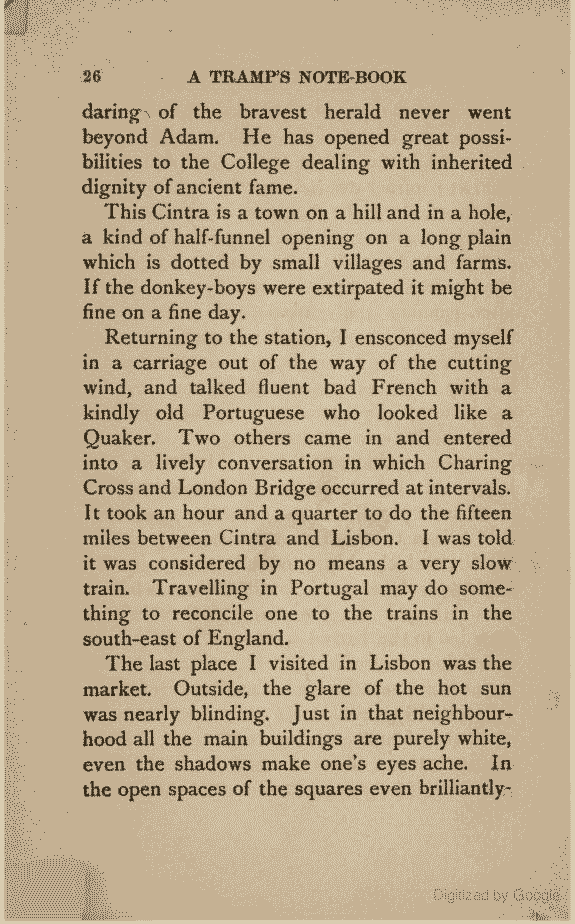 26 A TRAMP'S NOTE-BOOK
daring of the bravest herald never went
beyond Adam. He has opened great possi-
bilities to the College dealing with inherited
dignity of ancient fame.
This Cintra is a town on a hill and in a hole,
a kind of half-funnel opening on a long plain
which is dotted by small villages and farms.
If the donkey-boys were extirpated it might be
fine on a fine day.
Returning to the station, I ensconced myself
in a carriage out of the way of the cutting
wind, and talked fluent bad French with a
kindly old Portuguese who looked like a
Quaker. Two others came in and entered
into a lively conversation in which Charing
Cross and London Bridge occurred at intervals.
It took an hour and a quarter to do the fifteen
miles between Cintra and Lisbon. I was told
it was considered by no means a very slow
train. Travelling in Portugal may do some-
thing to reconcile one to the trains in the
south-east of England.
The last place I visited in Lisbon was the
market. Outside, the glare of the hot sun
was nearly blinding. Just in that neighbour-
hood all the main buildings are purely white,
even the shadows make one's eyes ache. In
the open spaces of the squares even brilliantly-
Digitized by Google